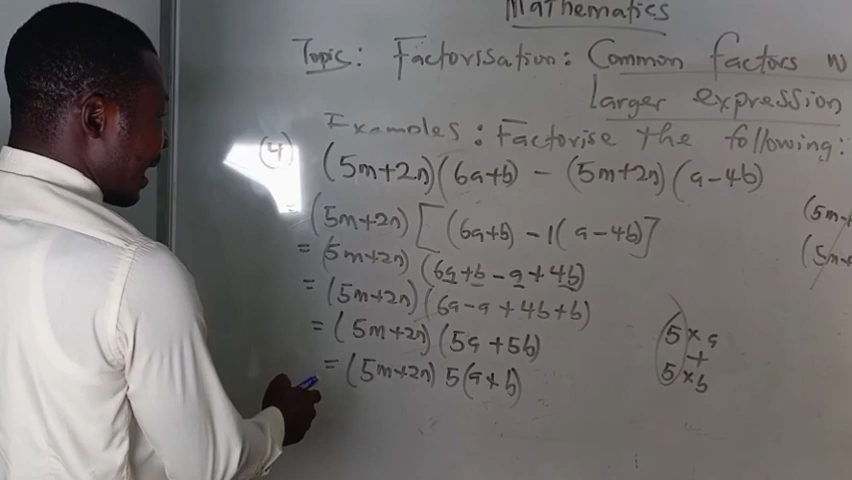 Mathematics
Topic: Factorisation: Common factors
larger expression
Examples: Factorise the following:
(4) (5m+2n)(6a+b) - (5m+2n)(a-4b)
= (5m+2n)[(6a+b) - 1(a-4b)]
= (5m+2n)(6a+b-a+4b)
= (5m+2n)(6a-a+4b+b)
= (5m+2n)(5a+5b)
= (5m+2n)5(a+b)
5×a
+
5×b
(5m+
(5m+